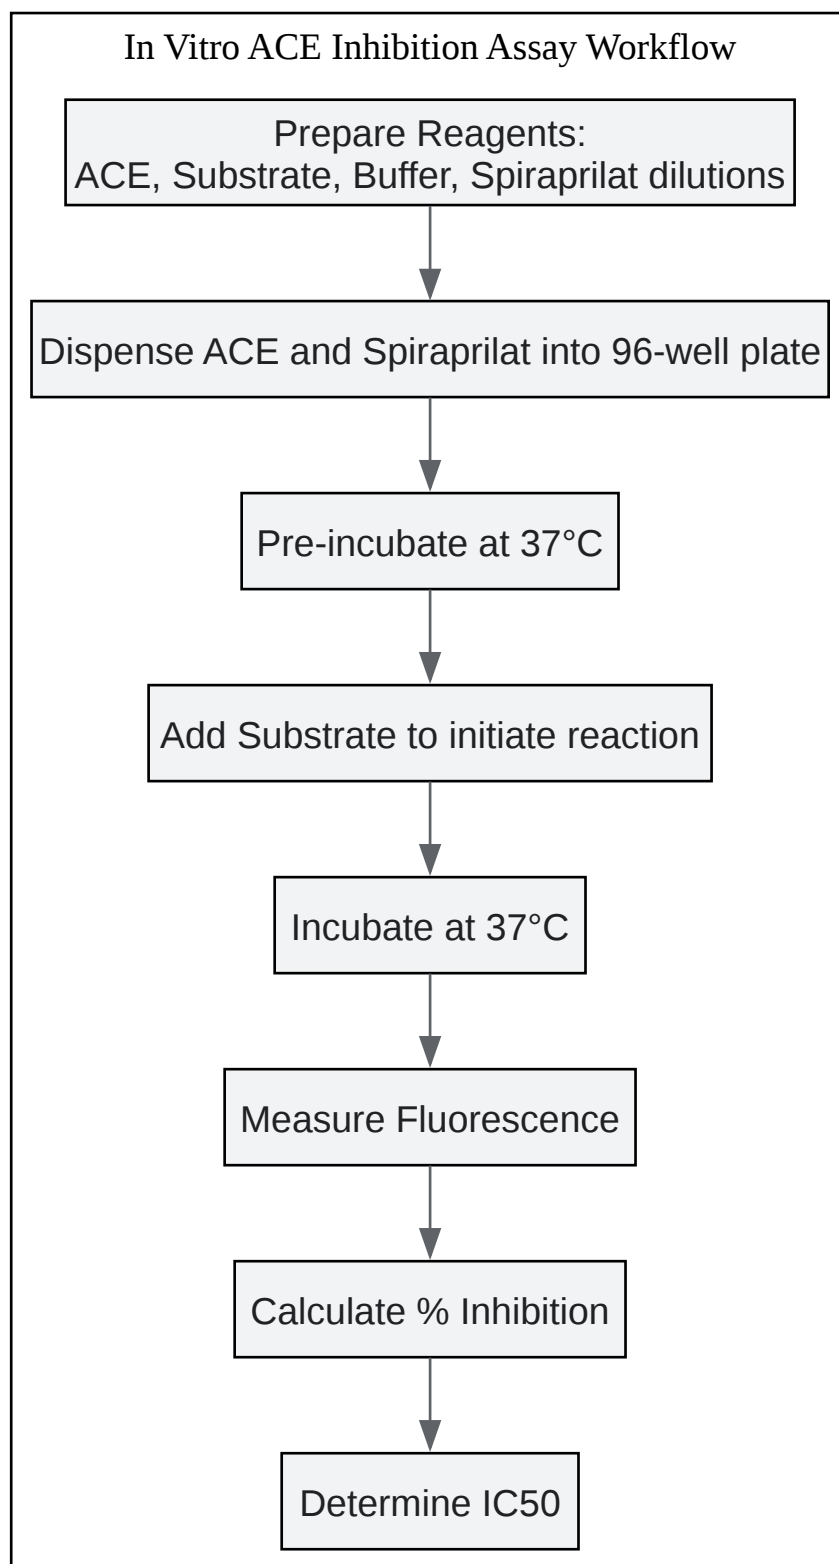 In Vitro ACE Inhibition Assay Workflow
Prepare Reagents:
ACE, Substrate, Buffer, Spiraprilat dilutions
Dispense ACE and Spiraprilat into 96-well plate
Pre-incubate at 37°C
Add Substrate to initiate reaction
Incubate at 37°C
Measure Fluorescence
Calculate % Inhibition
Determine IC50